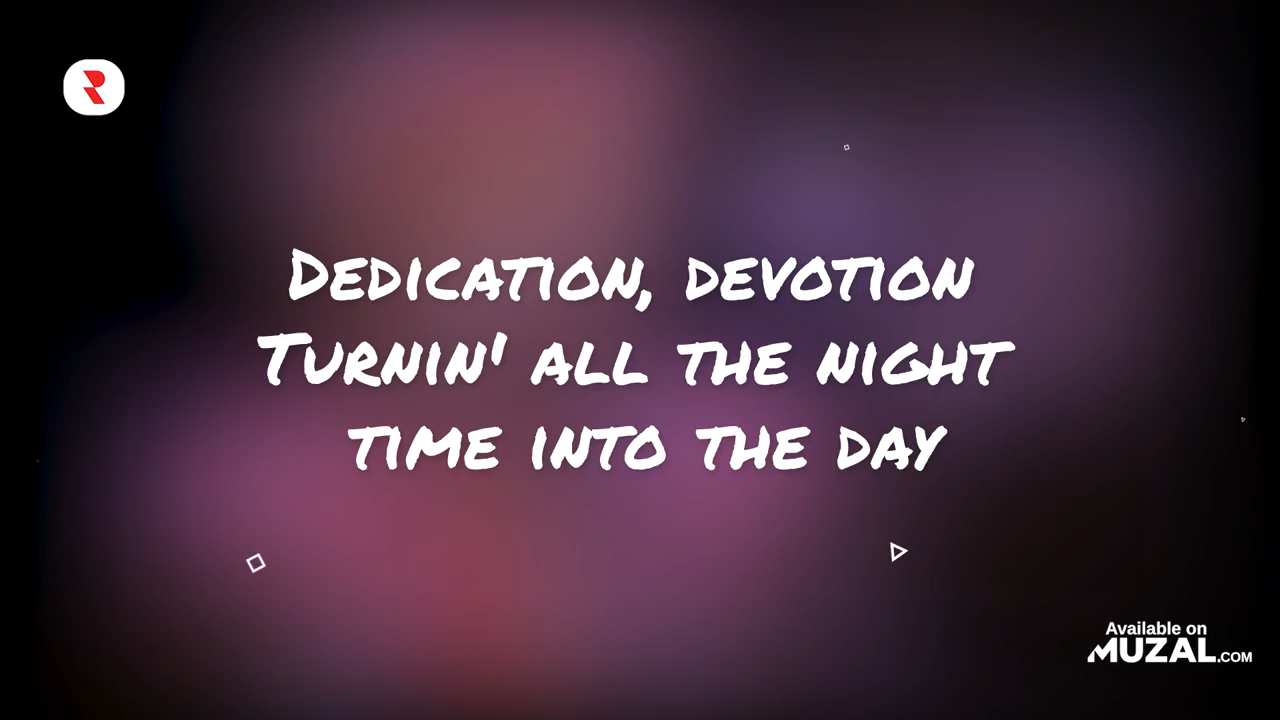 Dedication, devotion
Turnin' all the night
time into the day
Available on
MUZAL.COM